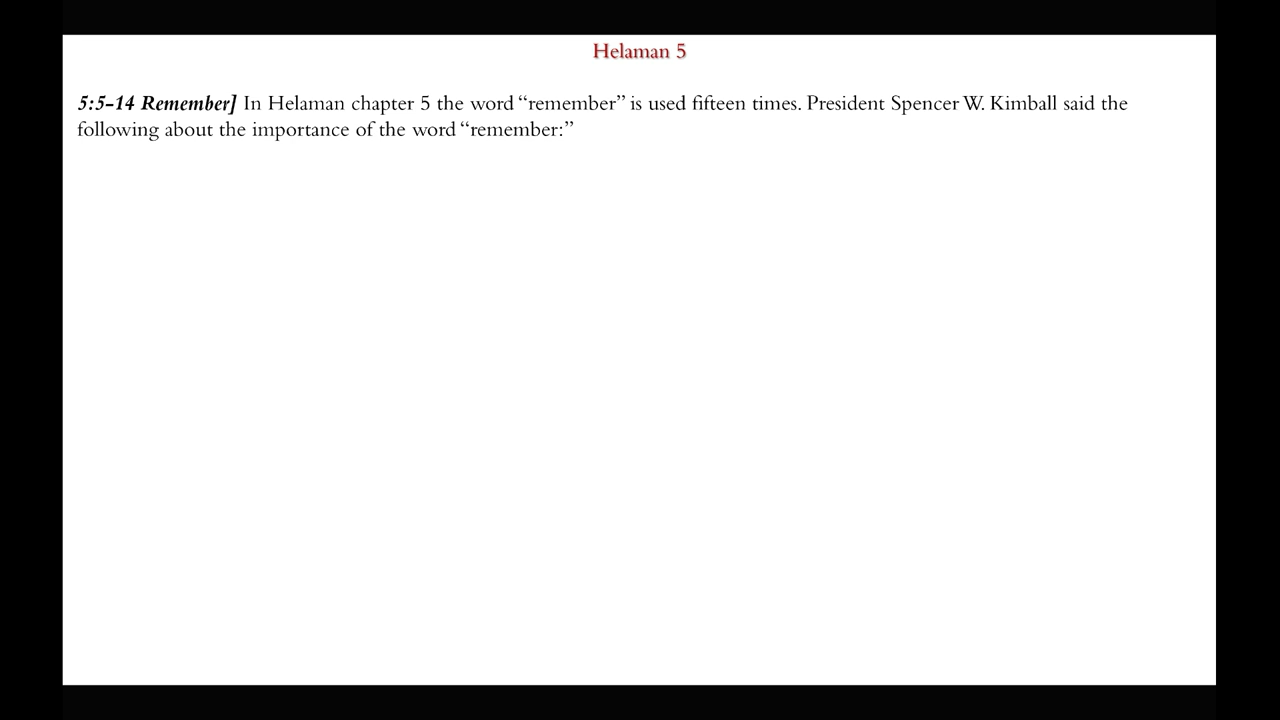 Helaman 5
5:5-14 Remember] In Helaman chapter 5 the word “remember” is used fifteen times. President Spencer W. Kimball said the
following about the importance of the word “remember:”